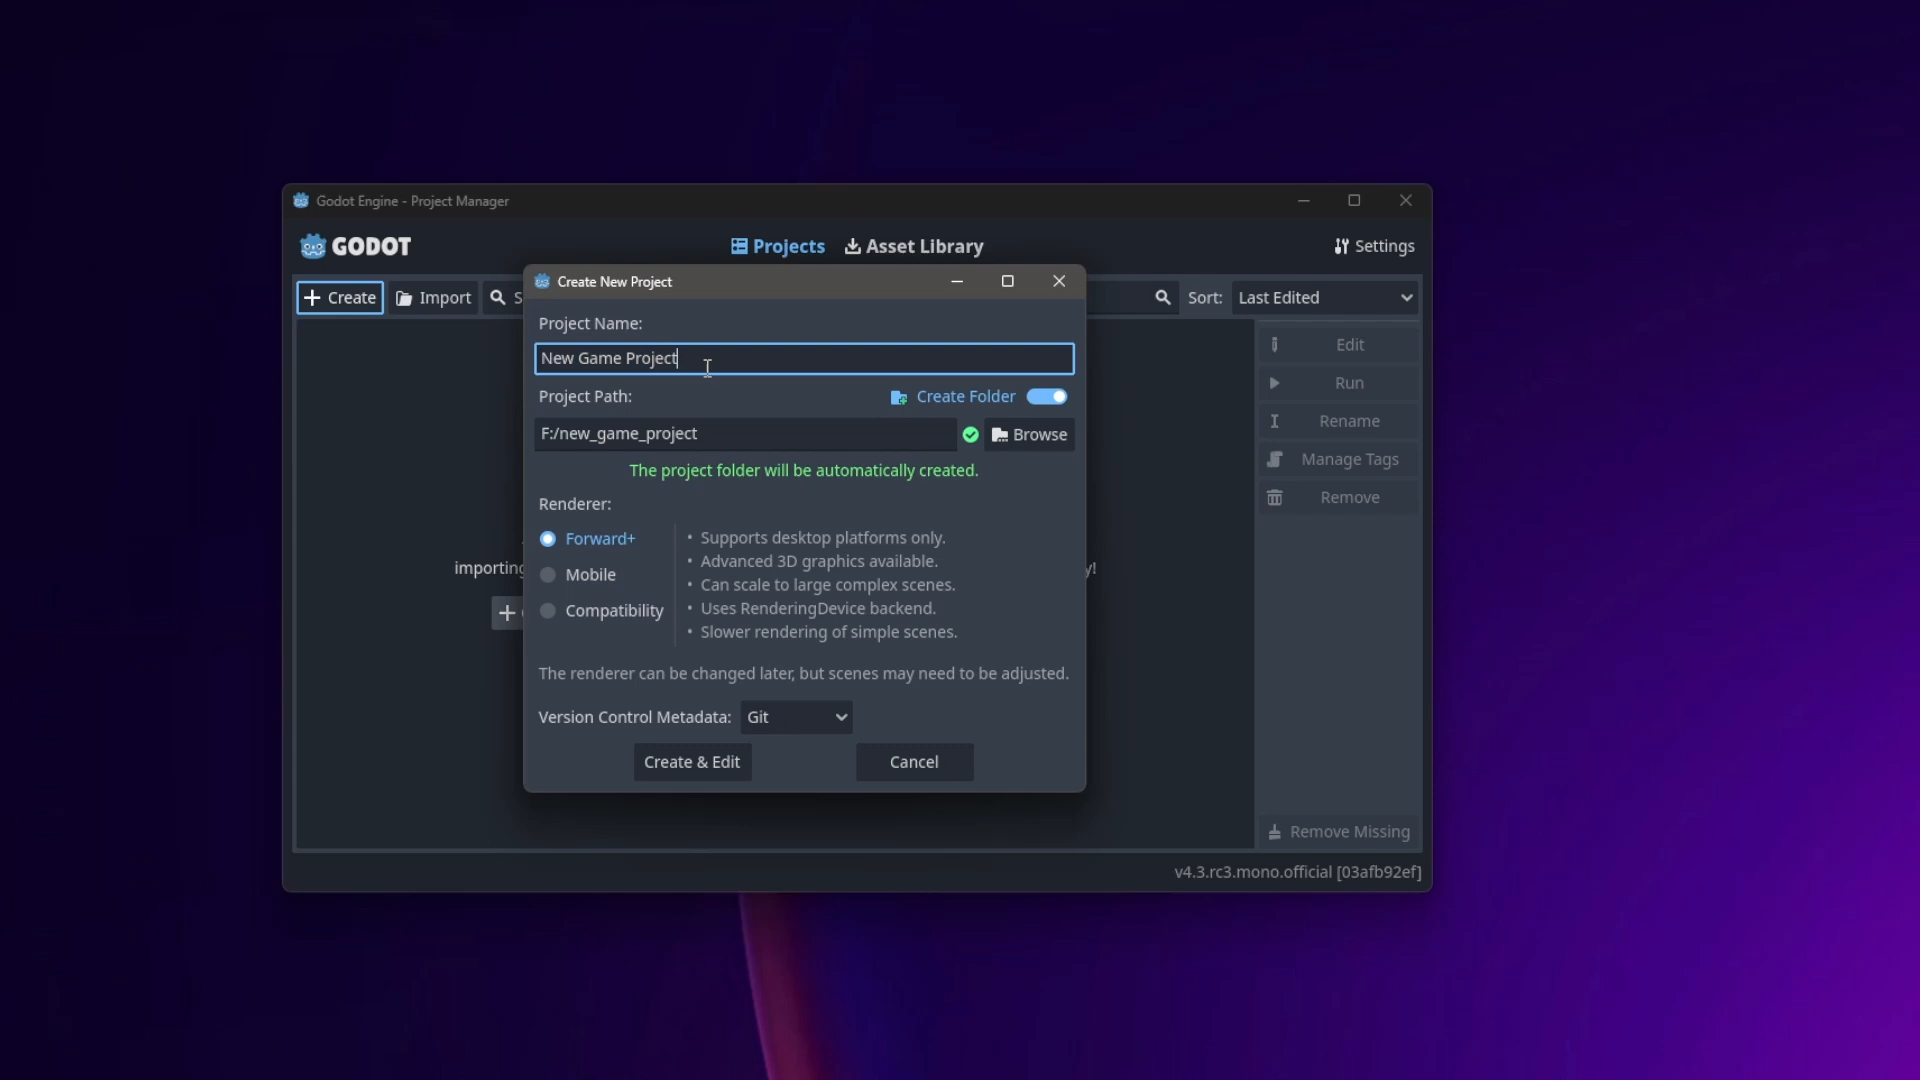 Godot Engine - Project Manager
GODOT
Projects
Asset Library
Settings
Create
Import
S
Sort:
Last Edited
Create New Project
Project Name:
New Game Project
Project Path:
Create Folder
F:/new_game_project
Browse
The project folder will be automatically created.
Renderer:
Forward+
Mobile
Compatibility
• Supports desktop platforms only.
• Advanced 3D graphics available.
• Can scale to large complex scenes.
• Uses RenderingDevice backend.
• Slower rendering of simple scenes.
The renderer can be changed later, but scenes may need to be adjusted.
Version Control Metadata:
Git
Create & Edit
Cancel
importing
y!
Edit
Run
Rename
Manage Tags
Remove
Remove Missing
v4.3.rc3.mono.official [03afb92ef]